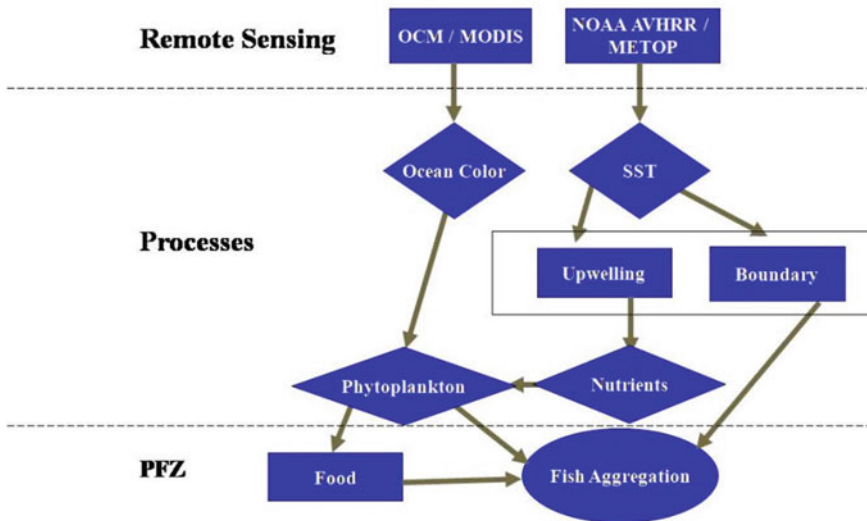 Remote Sensing
OCM / MODIS
NOAA AVHRR /
METOP
Ocean Color
SST
Processes
Upwelling
Boundary
Phytoplankton
Nutrients
PFZ
Food
Fish Aggregation